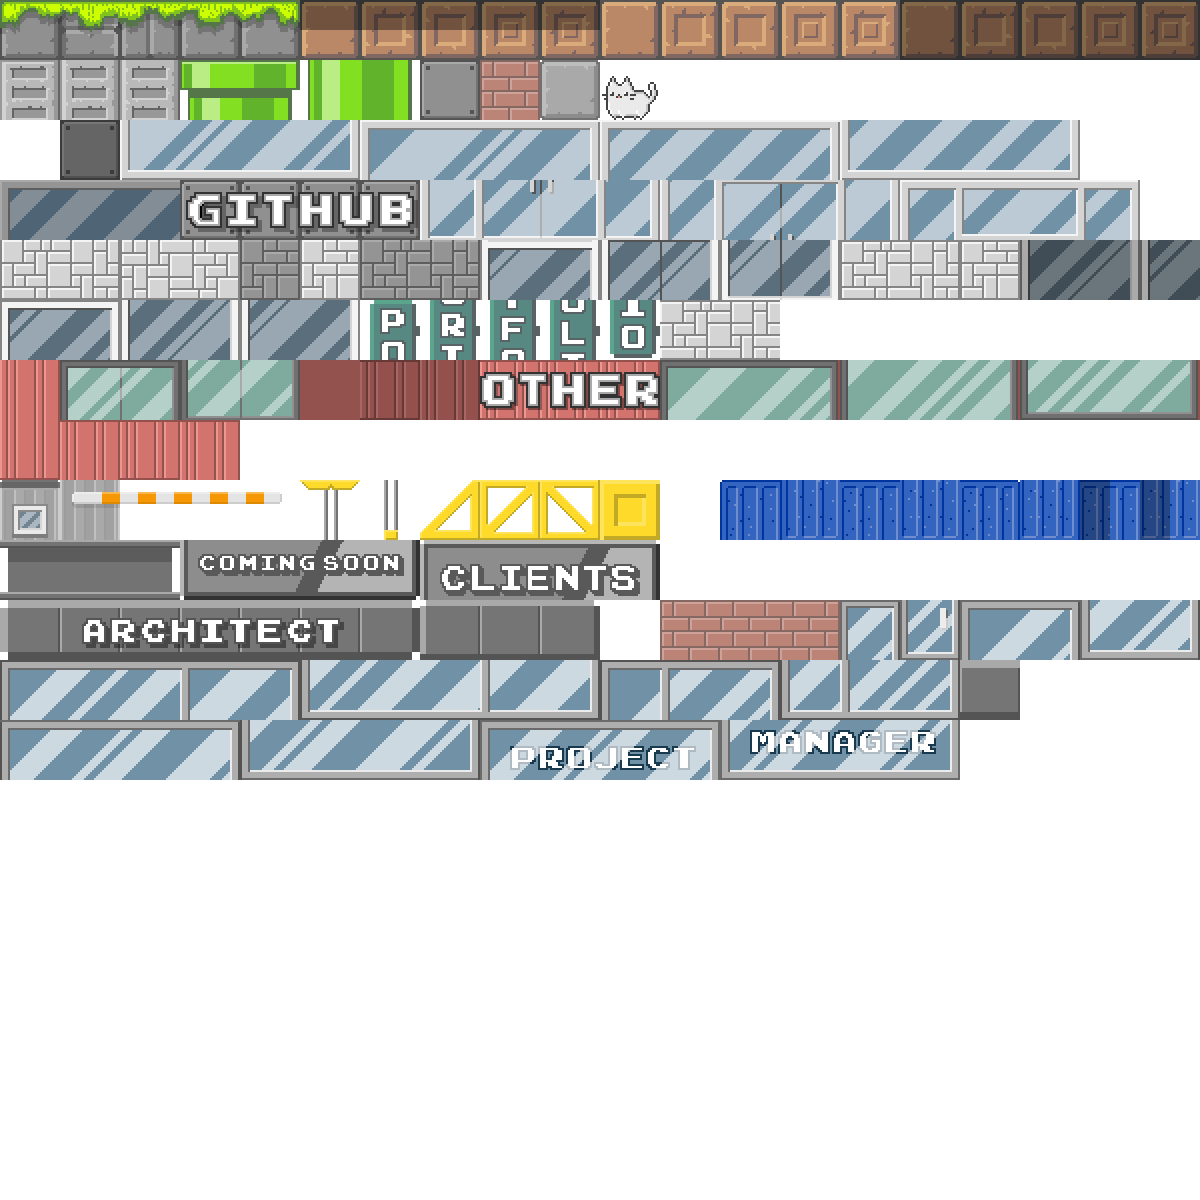 GITHUB
P R F L O
OTHER
COMING SOON
CLIENTS
ARCHITECT
PROJECT
MANAGER